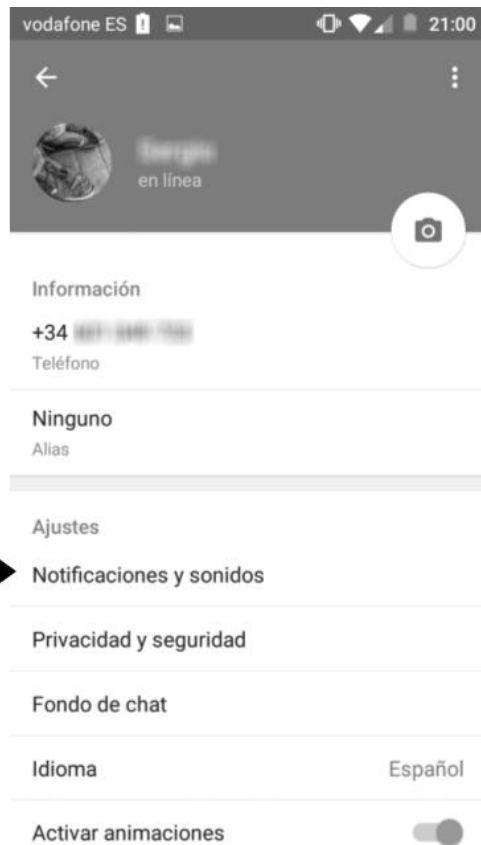 vodafone ES 21:00
en línea
Información
+34
Teléfono
Ninguno
Alias
Ajustes
Notificaciones y sonidos
Privacidad y seguridad
Fondo de chat
Idioma Español
Activar animaciones